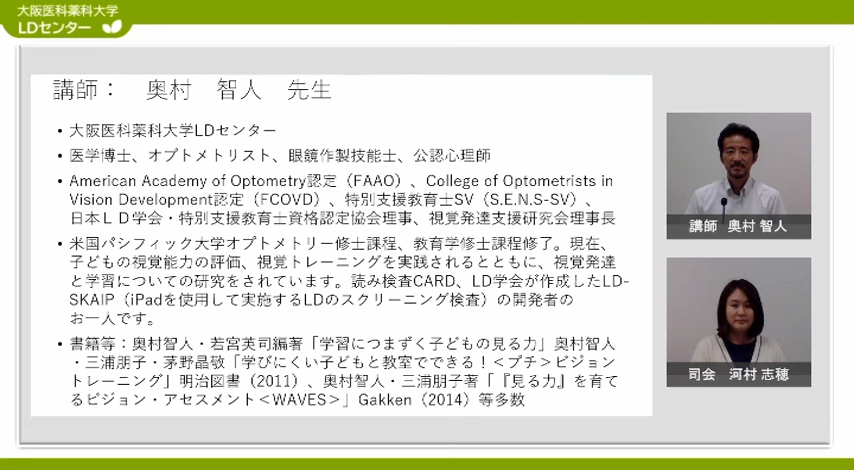 大阪医科薬科大学
LDセンター
講師： 奥村 智人 先生
・大阪医科薬科大学LDセンター
・医学博士、オプトメトリスト、眼鏡作製技能士、公認心理師
・American Academy of Optometry認定（FAAO）、College of Optometrists in
Vision Development認定（FCOVD）、特別支援教育士SV（S.E.N.S-SV）、
日本ＬＤ学会・特別支援教育士資格認定協会理事、視覚発達支援研究会理事長
・米国パシフィック大学オプトメトリー修士課程、教育学修士課程修了。現在、
子どもの視覚能力の評価、視覚トレーニングを実践されるとともに、視覚発達
と学習についての研究をされています。読み検査CARD、LD学会が作成したLD-
SKAIP（iPadを使用して実施するLDのスクリーニング検査）の開発者の
お一人です。
・書籍等：奥村智人・若宮英司編著「学習につまずく子どもの見る力」奥村智人
・三浦朋子・茅野晶敬「学びにくい子どもと教室でできる！＜プチ＞ビジョン
トレーニング」明治図書（2011）、奥村智人・三浦朋子著「『見る力』を育て
るビジョン・アセスメント＜WAVES＞」Gakken（2014）等多数
講師 奥村 智人
司会 河村 志穂